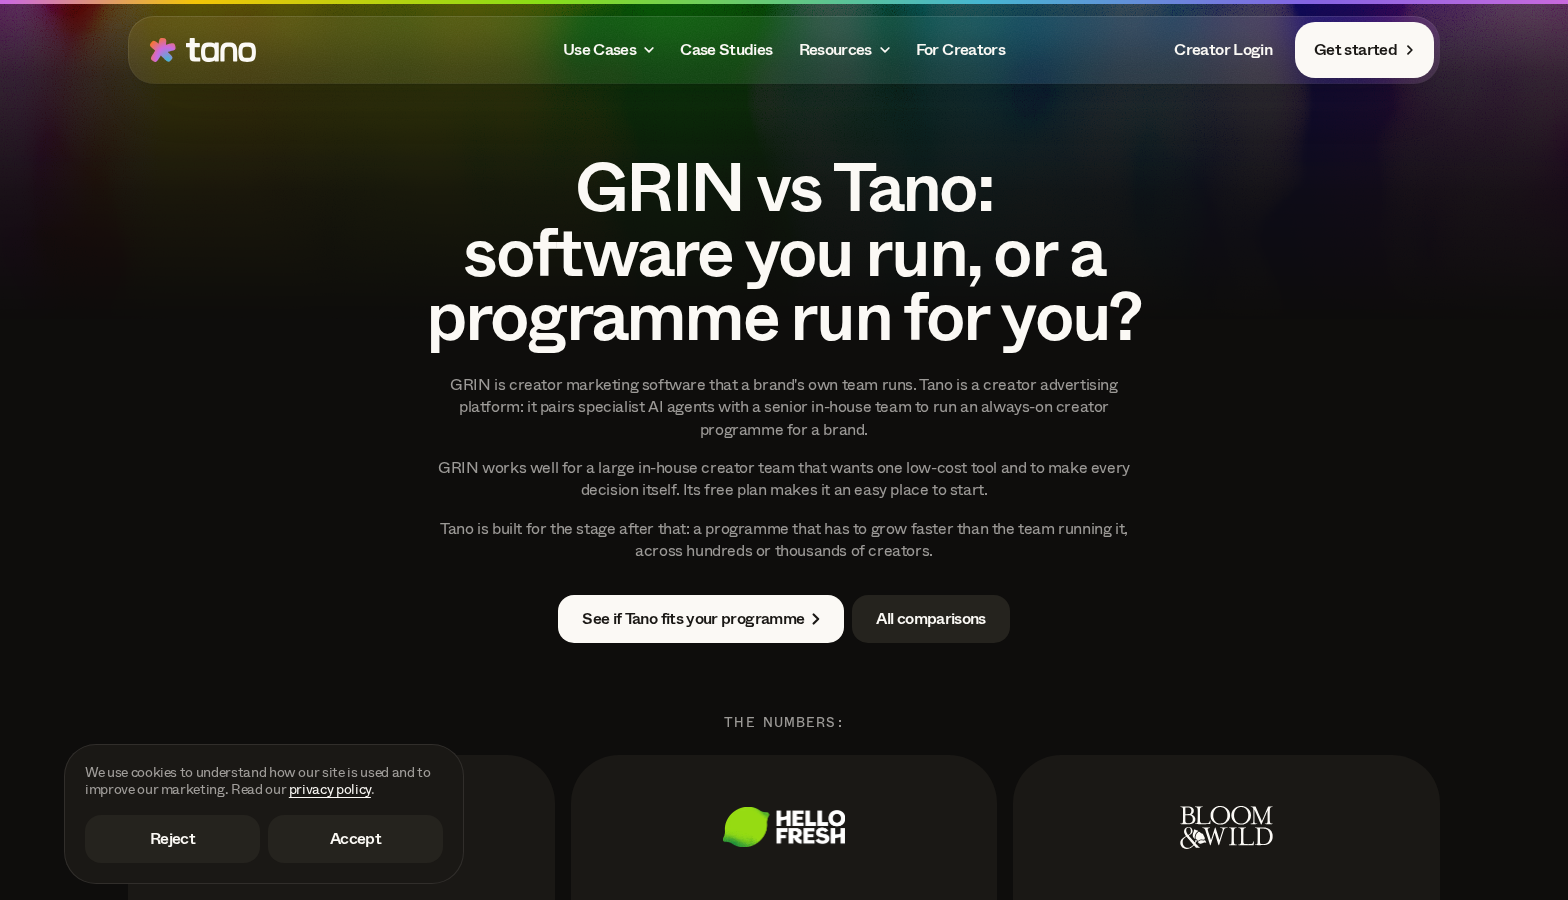 tano
Use Cases
Case Studies
Resources
For Creators
Creator Login
Get started
GRIN vs Tano:
software you run, or a
programme run for you?
GRIN is creator marketing software that a brand's own team runs. Tano is a creator advertising
platform: it pairs specialist AI agents with a senior in-house team to run an always-on creator
programme for a brand.
GRIN works well for a large in-house creator team that wants one low-cost tool and to make every
decision itself. Its free plan makes it an easy place to start.
Tano is built for the stage after that: a programme that has to grow faster than the team running it,
across hundreds or thousands of creators.
See if Tano fits your programme
All comparisons
THE NUMBERS:
We use cookies to understand how our site is used and to
improve our marketing. Read our privacy policy.
Reject
Accept
HELLO
FRESH
BLOOM
&WILD